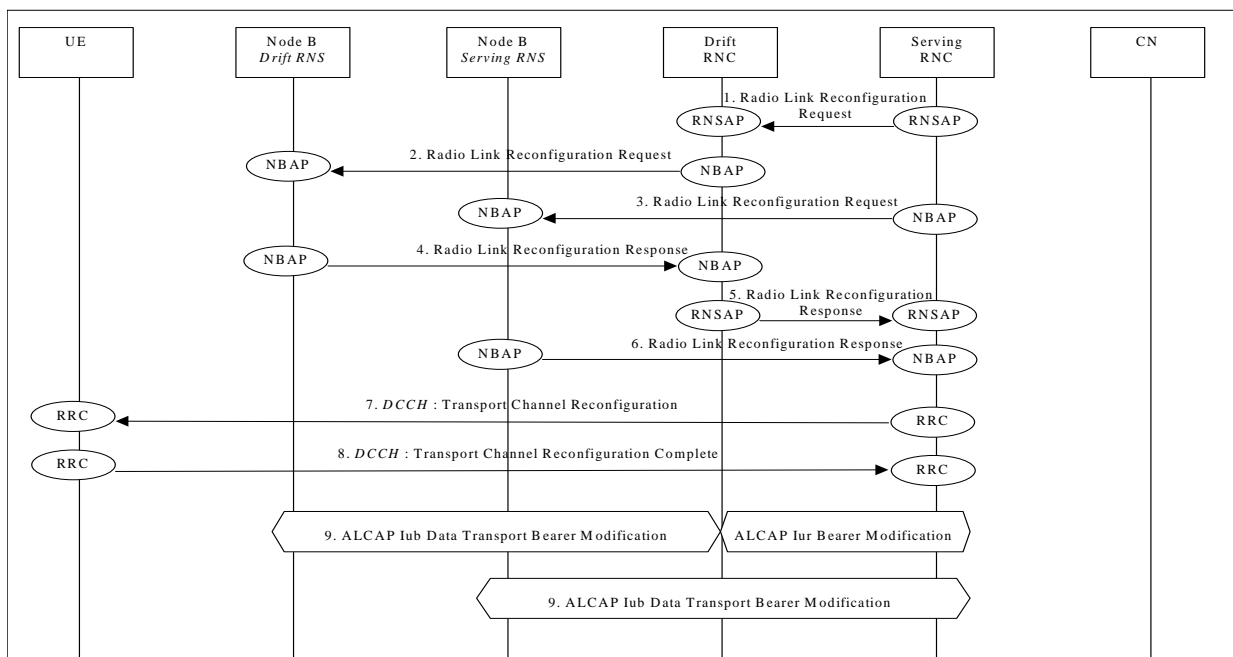 UE
Node B
Drift RNS
Node B
Serving RNS
Drift
RNC
Serving
RNC
CN
1. Radio Link Reconfiguration
Request
RNSAP
RNSAP
2. Radio Link Reconfiguration Request
NBAP
NBAP
3. Radio Link Reconfiguration Request
NBAP
NBAP
4. Radio Link Reconfiguration Response
NBAP
NBAP
5. Radio Link Reconfiguration
Response
RNSAP
RNSAP
6. Radio Link Reconfiguration Response
NBAP
NBAP
7. DCCH : Transport Channel Reconfiguration
RRC
RRC
8. DCCH : Transport Channel Reconfiguration Complete
RRC
RRC
9. ALCAP Iub Data Transport Bearer Modification
ALCAP Iur Bearer Modification
9. ALCAP Iub Data Transport Bearer Modification